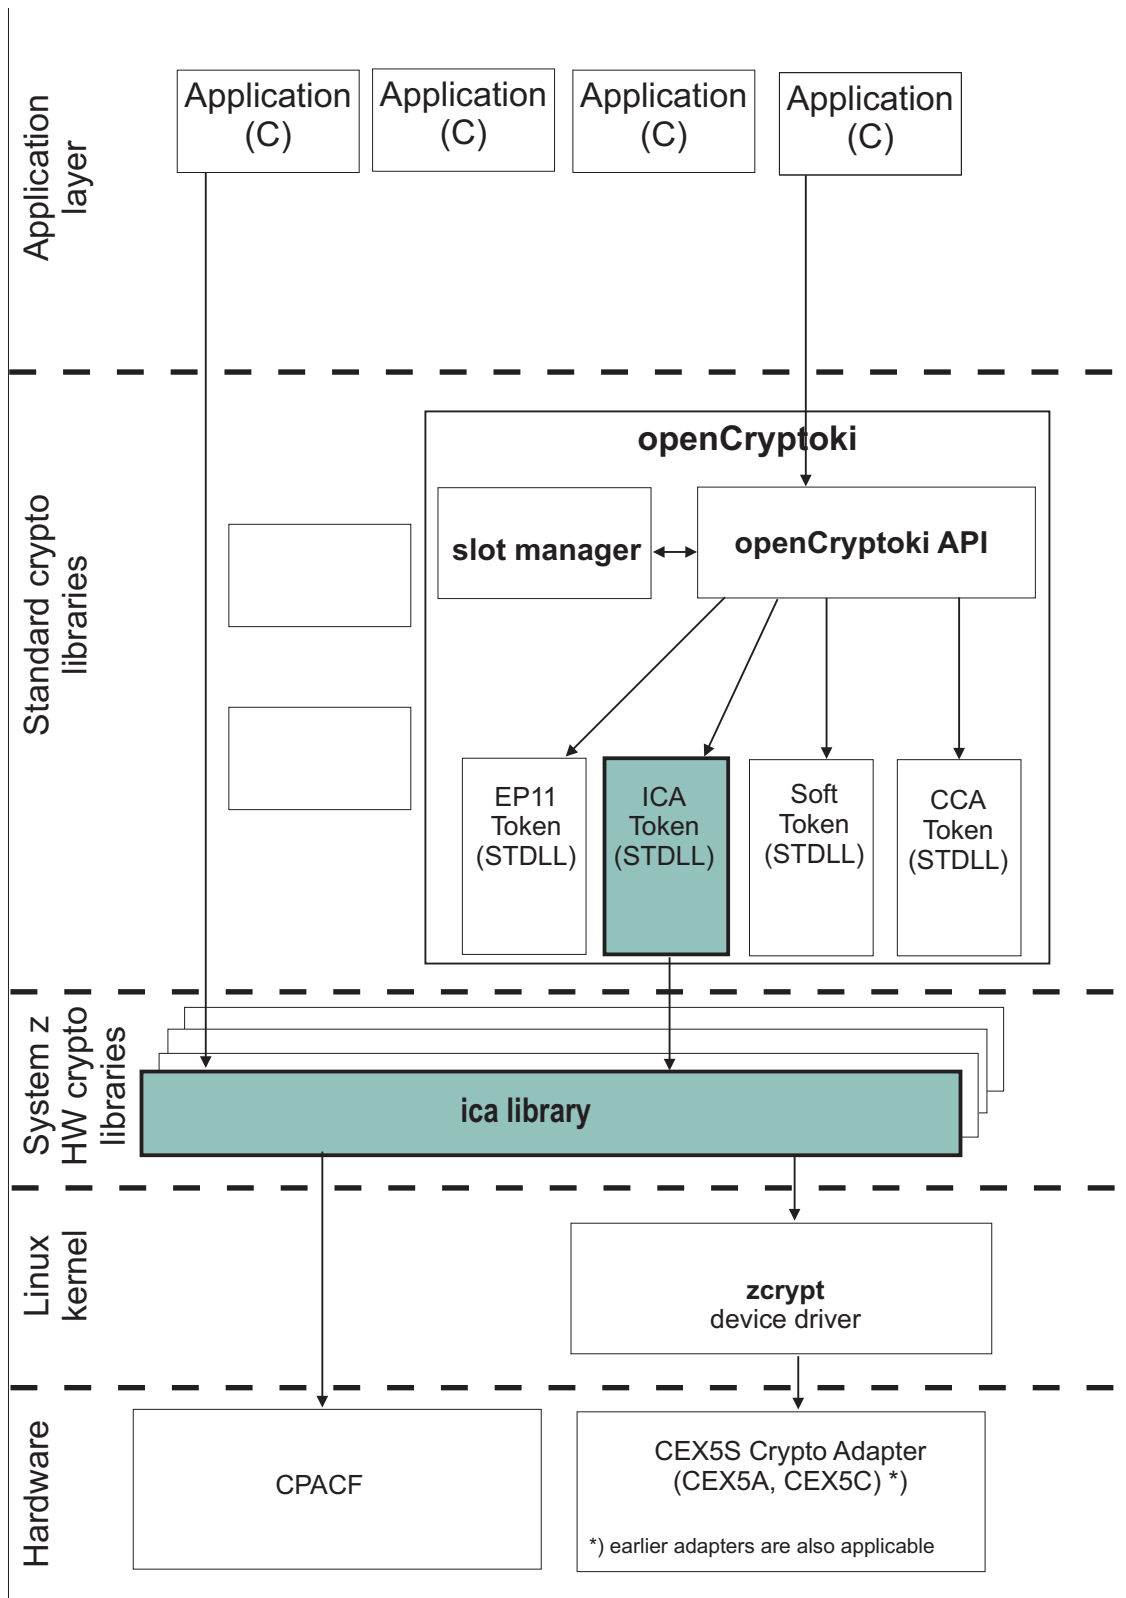 Application
layer
Application
(C)
Application
(C)
Application
(C)
Application
(C)
Standard crypto
libraries
openCryptoki
slot manager
openCryptoki API
EP11
Token
(STDLL)
ICA
Token
(STDLL)
Soft
Token
(STDLL)
CCA
Token
(STDLL)
System z
HW crypto
libraries
ica library
Linux
kernel
zcrypt
device driver
Hardware
CPACF
CEX5S Crypto Adapter
(CEX5A, CEX5C) *)
*) earlier adapters are also applicable